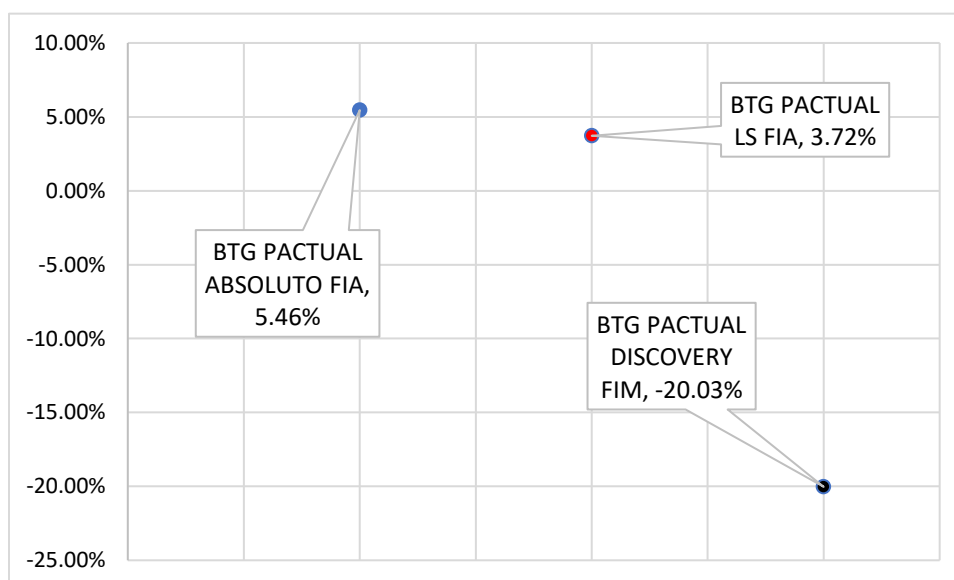 10.00%
5.00%
0.00%
-5.00%
-10.00%
-15.00%
-20.00%
-25.00%
BTG PACTUAL
LS FIA, 3.72%
BTG PACTUAL
ABSOLUTO FIA,
5.46%
BTG PACTUAL
DISCOVERY
FIM, -20.03%